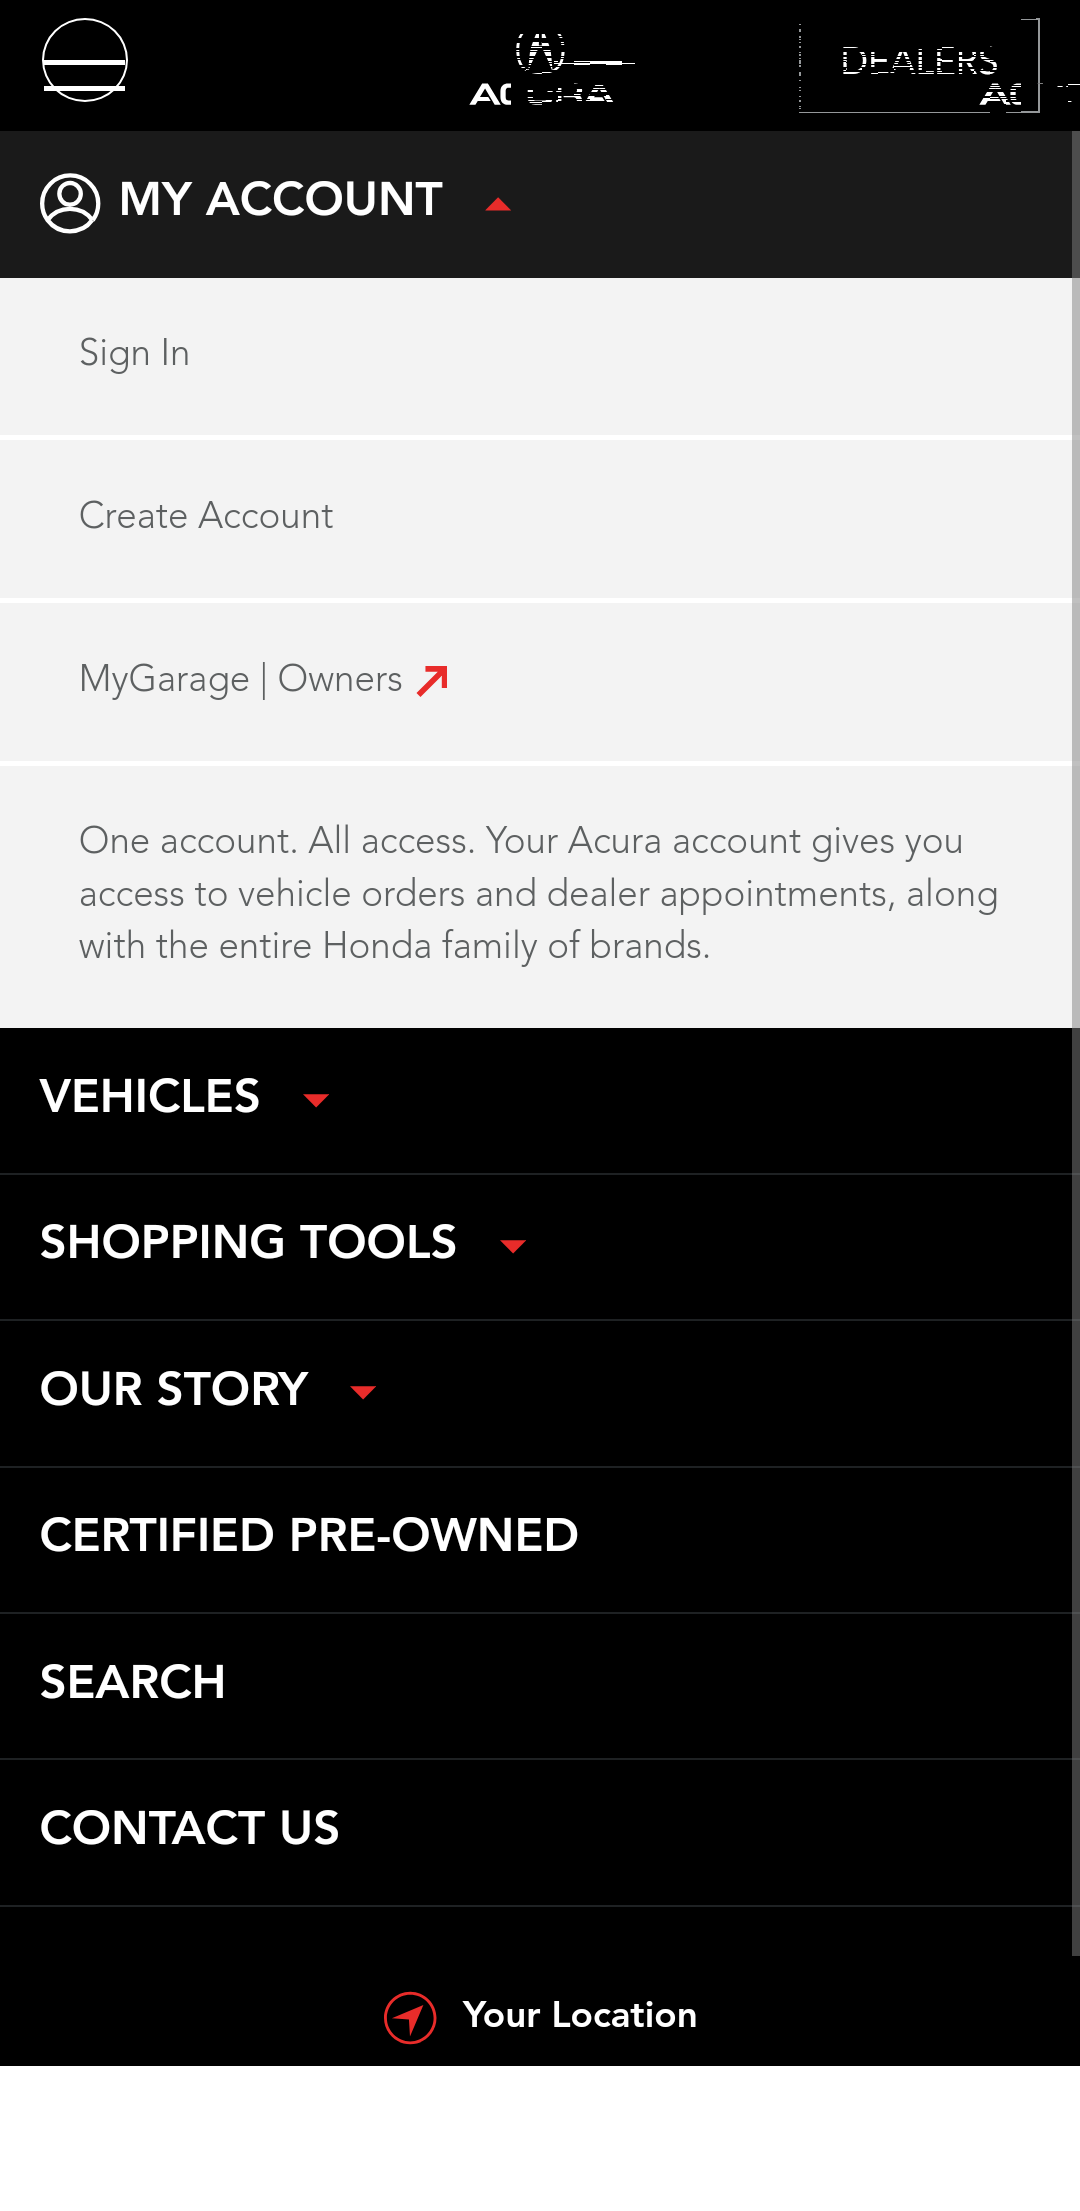 DEALERS
MY ACCOUNT
Sign In
Create Account
MyGarage | Owners
One account. All access. Your Acura account gives you
access to vehicle orders and dealer appointments, along
with the entire Honda family of brands.
VEHICLES
SHOPPING TOOLS
OUR STORY
CERTIFIED PRE-OWNED
SEARCH
CONTACT US
Your Location